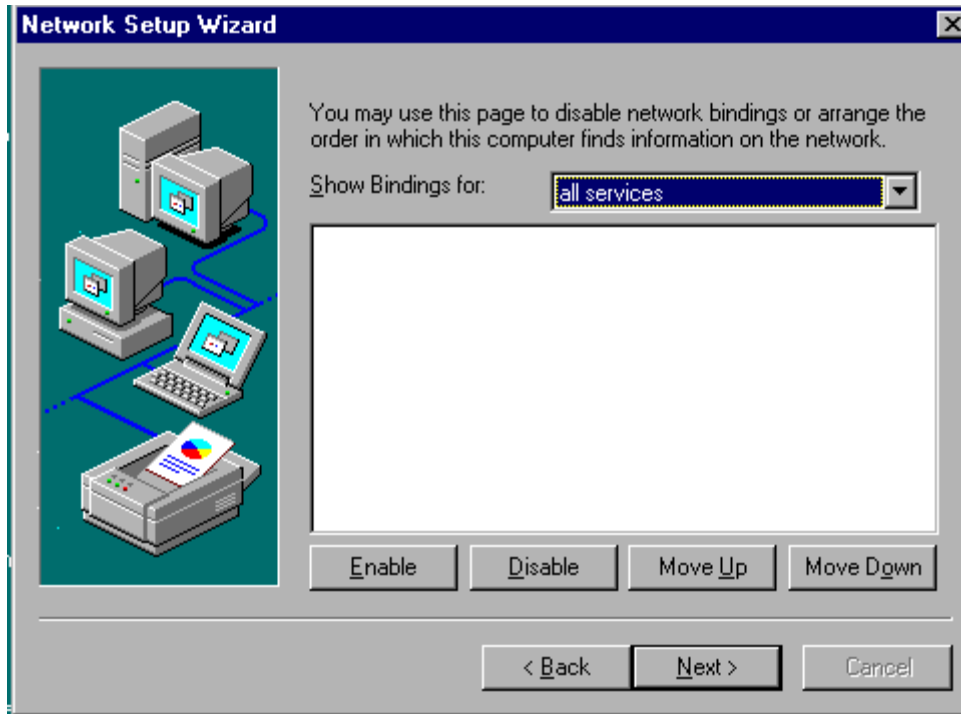 Network Setup Wizard
You may use this page to disable network bindings or arrange the
order in which this computer finds information on the network.
Show Bindings for:
all services
Enable
Disable
Move Up
Move Down
< Back
Next >
Cancel